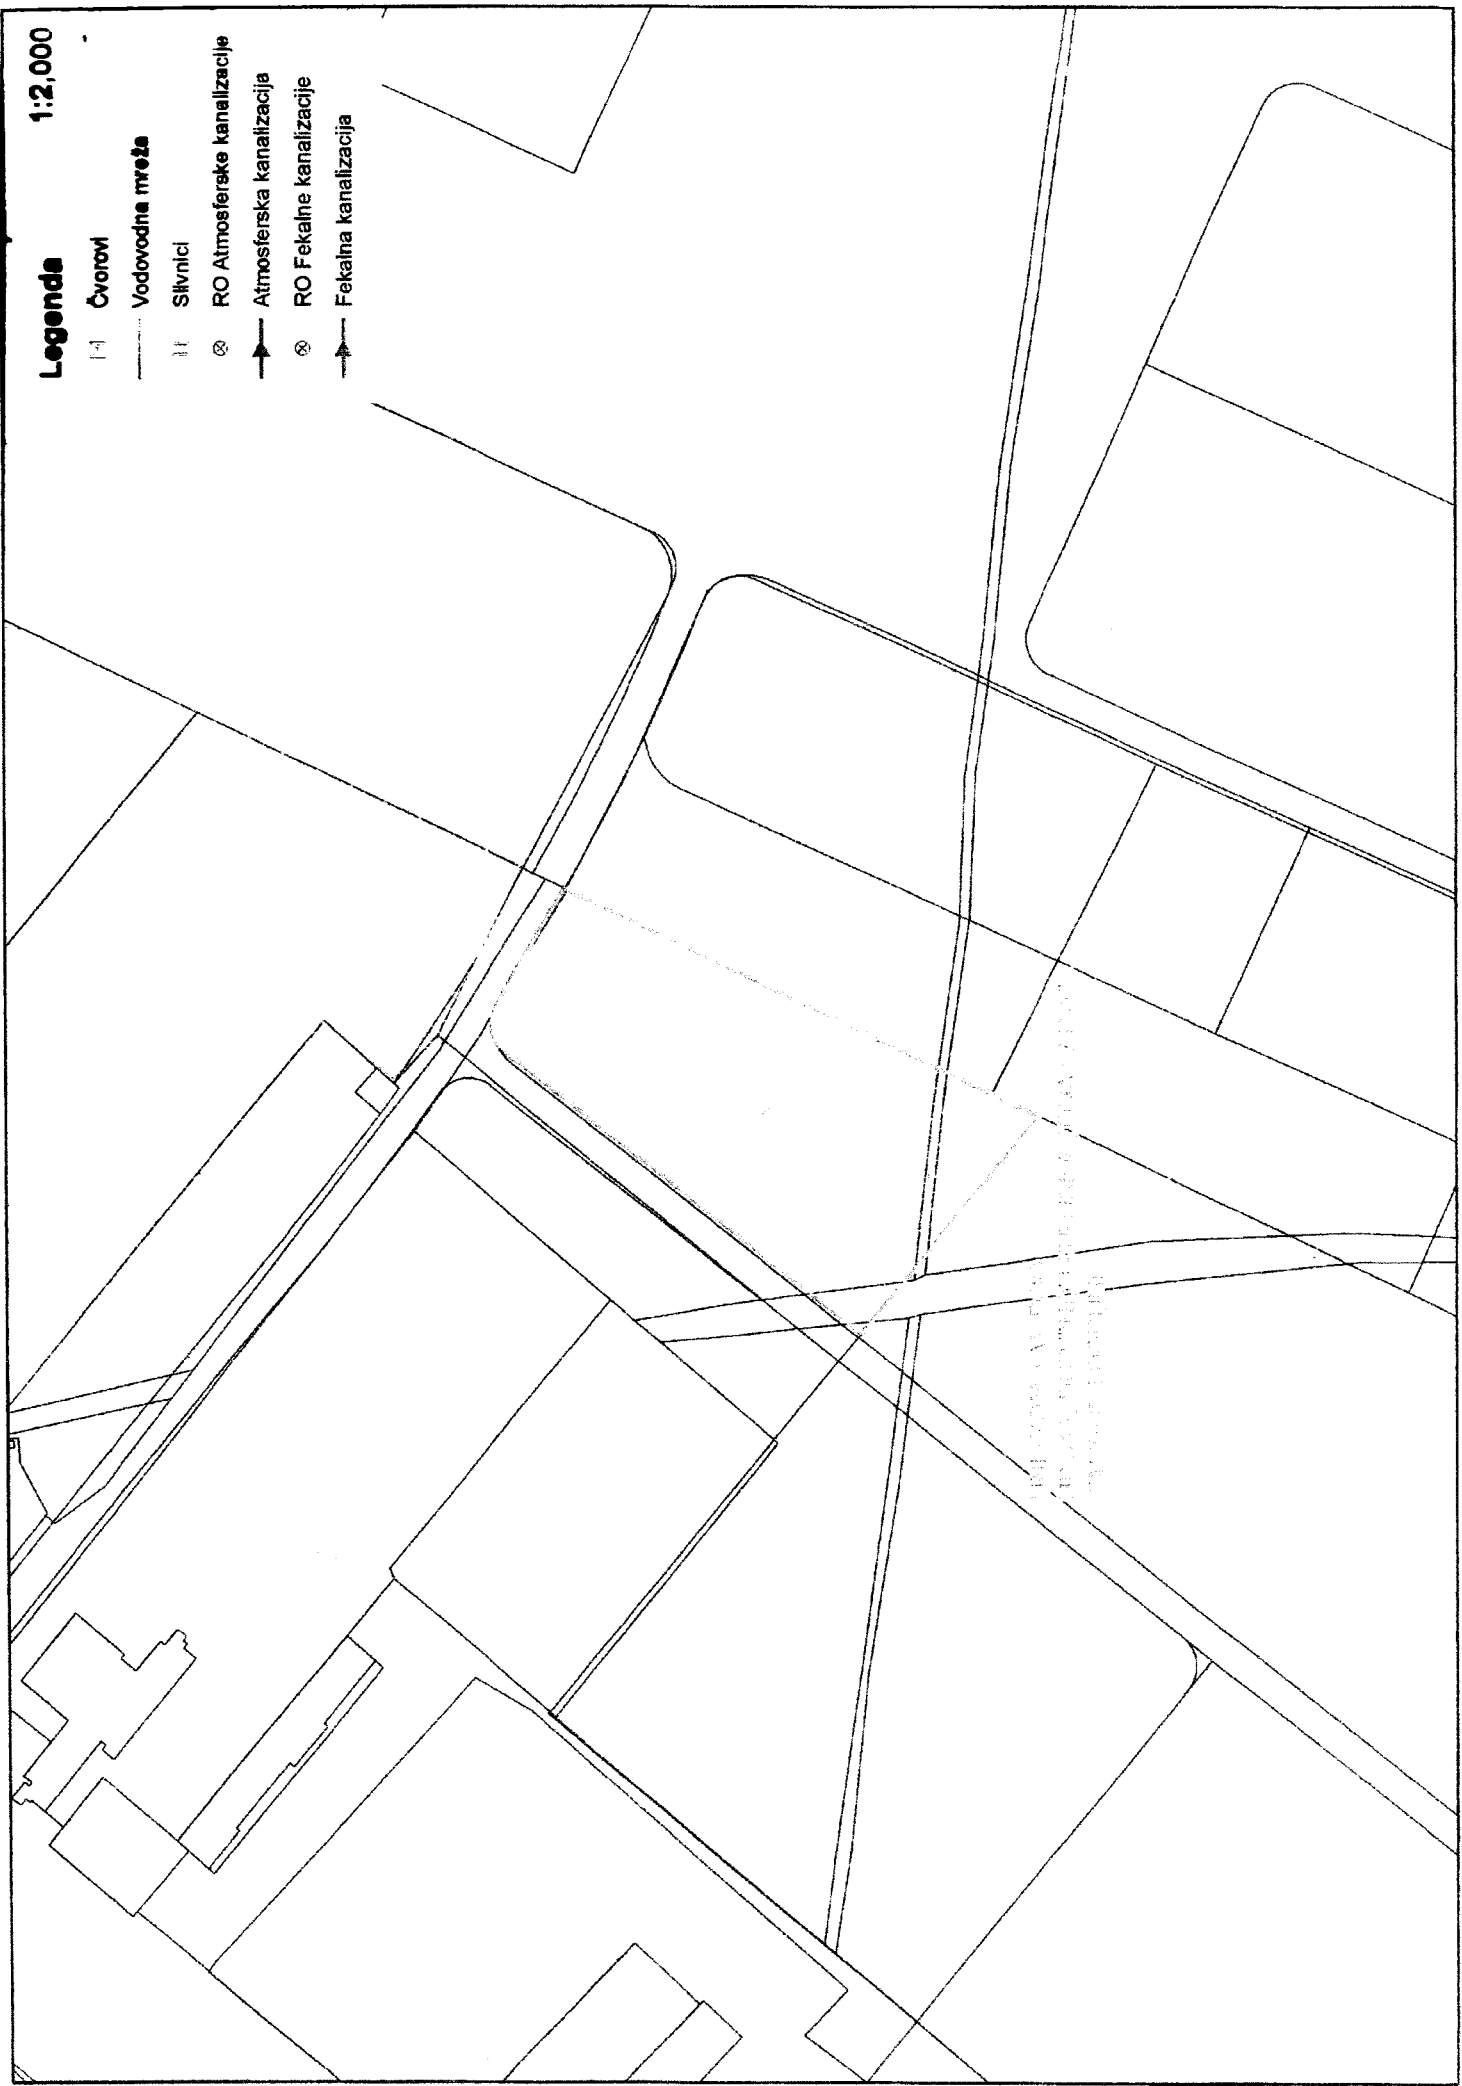 Legenda 1:2,000
Čvorovi
Vodovodna mreža
Slivnici
RO Atmosferske kanalizacije
Atmosferska kanalizacija
RO Fekalne kanalizacije
Fekalna kanalizacija